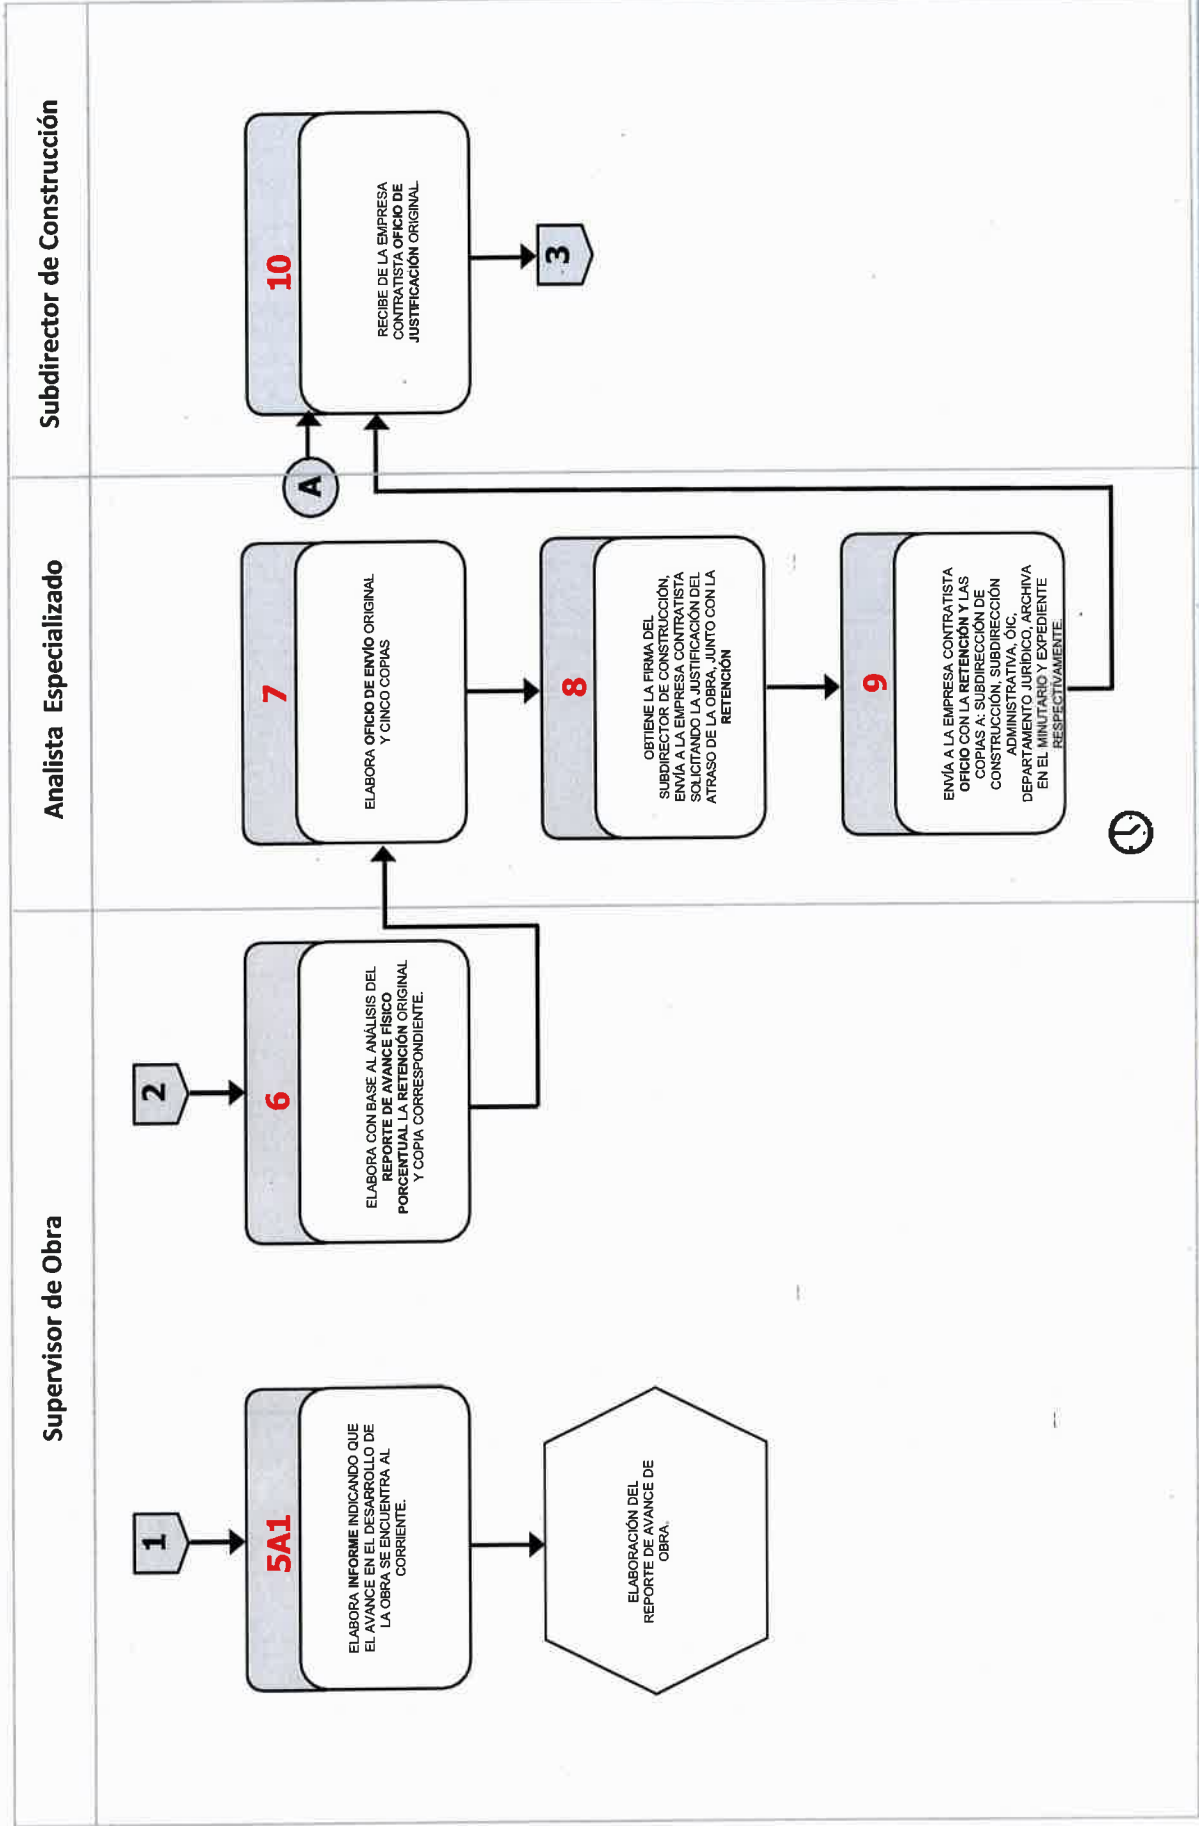 Supervisor de Obra
Analista Especializado
Subdirector de Construcción
1
5A1
ELABORA INFORME INDICANDO QUE
EL AVANCE EN EL DESARROLLO DE
LA OBRA SE ENCUENTRA AL
CORRIENTE.
ELABORACIÓN DEL
REPORTE DE AVANCE DE
OBRA.
2
6
ELABORA CON BASE AL ANÁLISIS DEL
REPORTE DE AVANCE FÍSICO
PORCENTUAL LA RETENCIÓN ORIGINAL
Y COPIA CORRESPONDIENTE.
7
ELABORA OFICIO DE ENVÍO ORIGINAL
Y CINCO COPIAS
8
OBTIENE LA FIRMA DEL
SUBDIRECTOR DE CONSTRUCCIÓN,
ENVÍA A LA EMPRESA CONTRATISTA
SOLICITANDO LA JUSTIFICACIÓN DEL
ATRASO DE LA OBRA, JUNTO CON LA
RETENCIÓN
9
ENVÍA A LA EMPRESA CONTRATISTA
OFICIO CON LA RETENCIÓN Y LAS
COPIAS A: SUBDIRECCIÓN DE
CONSTRUCCIÓN, SUBDIRECCIÓN
ADMINISTRATIVA, ÓIC,
DEPARTAMENTO JURÍDICO, ARCHIVA
EN EL MINUTARIO Y EXPEDIENTE
RESPECTIVAMENTE.
A
10
RECIBE DE LA EMPRESA
CONTRATISTA OFICIO DE
JUSTIFICACIÓN ORIGINAL.
3